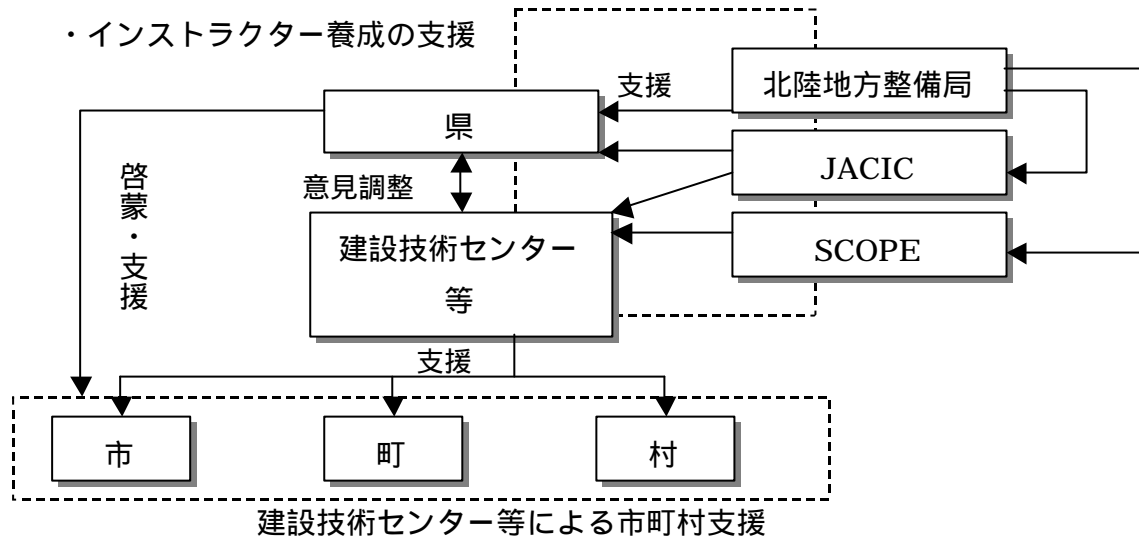 ・インストラクター養成の支援
支援
北陸地方整備局
県
JACIC
意見調整
啓蒙・支援
建設技術センター
等
SCOPE
支援
市
町
村
建設技術センター等による市町村支援